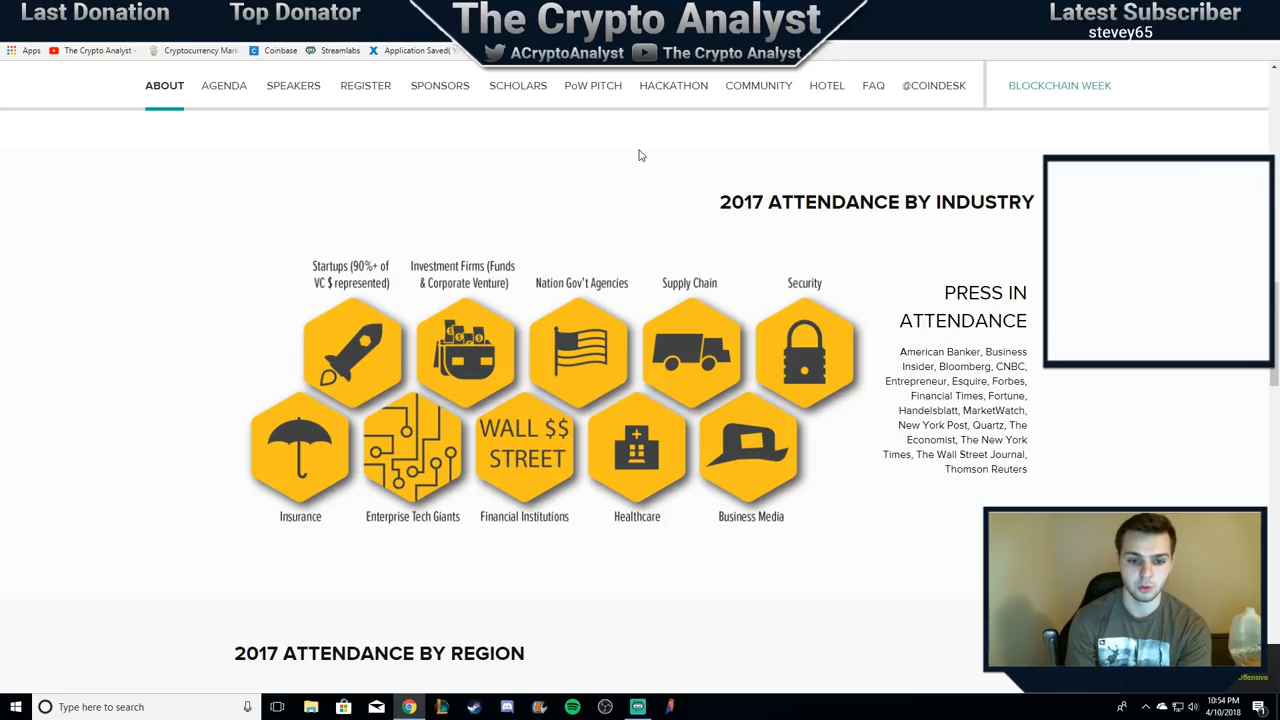 Last Donation
Top Donator
The Crypto Analyst
Latest Subscriber
stevey65
ACryptoAnalyst
The Crypto Analyst
Apps
The Crypto Analyst -
Cryptocurrency Mark
Coinbase
Streamlabs
Application Saved(
ABOUT
AGENDA
SPEAKERS
REGISTER
SPONSORS
SCHOLARS
PoW PITCH
HACKATHON
COMMUNITY
HOTEL
FAQ
@COINDESK
BLOCKCHAIN WEEK
2017 ATTENDANCE BY INDUSTRY
Startups (90%+ of
VC $ represented)
Investment Firms (Funds
& Corporate Venture)
Nation Gov't Agencies
Supply Chain
Security
WALL $$
STREET
Insurance
Enterprise Tech Giants
Financial Institutions
Healthcare
Business Media
PRESS IN
ATTENDANCE
American Banker, Business
Insider, Bloomberg, CNBC,
Entrepreneur, Esquire, Forbes,
Financial Times, Fortune,
Handelsblatt, MarketWatch,
New York Post, Quartz, The
Economist, The New York
Times, The Wall Street Journal,
Thomson Reuters
2017 ATTENDANCE BY REGION
Offensive
Type here to search
10:54 PM
4/10/2018